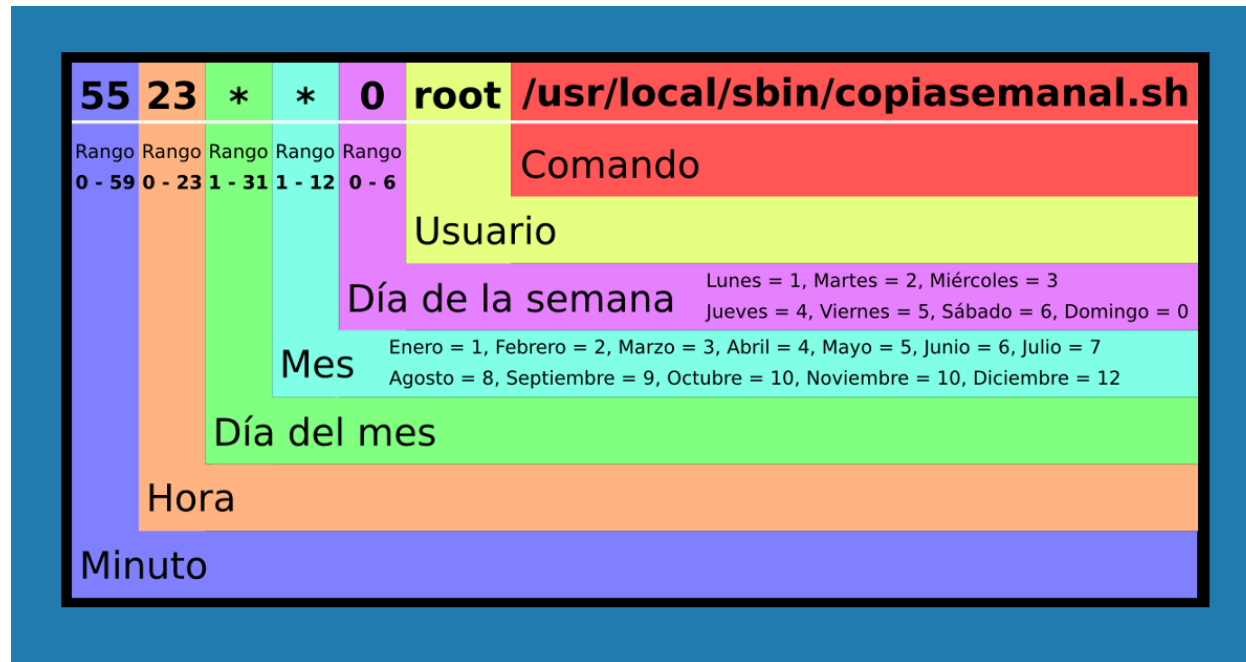 55 23 * * 0 root /usr/local/sbin/copiasemanal.sh
Rango Rango Rango Rango Rango
0 - 59 0 - 23 1 - 31 1 - 12 0 - 6
Comando
Usuario
Día de la semana
Lunes = 1, Martes = 2, Miércoles = 3
Jueves = 4, Viernes = 5, Sábado = 6, Domingo = 0
Mes
Enero = 1, Febrero = 2, Marzo = 3, Abril = 4, Mayo = 5, Junio = 6, Julio = 7
Agosto = 8, Septiembre = 9, Octubre = 10, Noviembre = 10, Diciembre = 12
Día del mes
Hora
Minuto